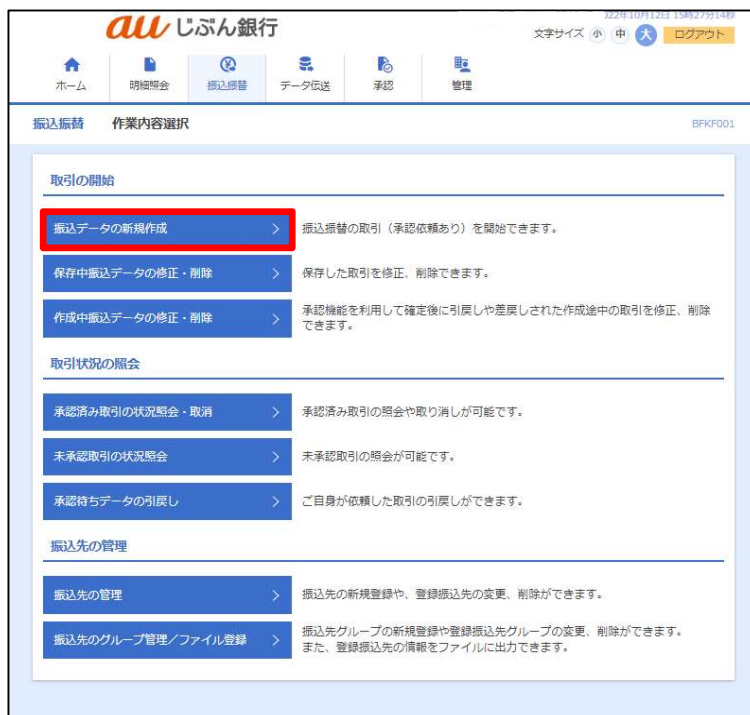 au じぶん銀行
022年10月12日 15時27分14秒
文字サイズ 小 中 大 ログアウト
ホーム 明細照会 振込振替 データ伝送 承認 管理
振込振替 作業内容選択 BFKF001
取引の開始
振込データの新規作成 振込振替の取引（承認依頼あり）を開始できます。
保存中振込データの修正・削除 保存した取引を修正、削除できます。
作成中振込データの修正・削除 承認機能を利用して確定後に引戻しや差戻しされた作成途中の取引を修正、削除
できます。
取引状況の照会
承認済み取引の状況照会・取消 承認済み取引の照会や取り消しが可能です。
未承認取引の状況照会 未承認取引の照会が可能です。
承認待ちデータの引戻し ご自身が依頼した取引の引戻しができます。
振込先の管理
振込先の管理 振込先の新規登録や、登録振込先の変更、削除ができます。
振込先のグループ管理／ファイル登録 振込先グループの新規登録や登録振込先グループの変更、削除ができます。
また、登録振込先の情報をファイルに出力できます。